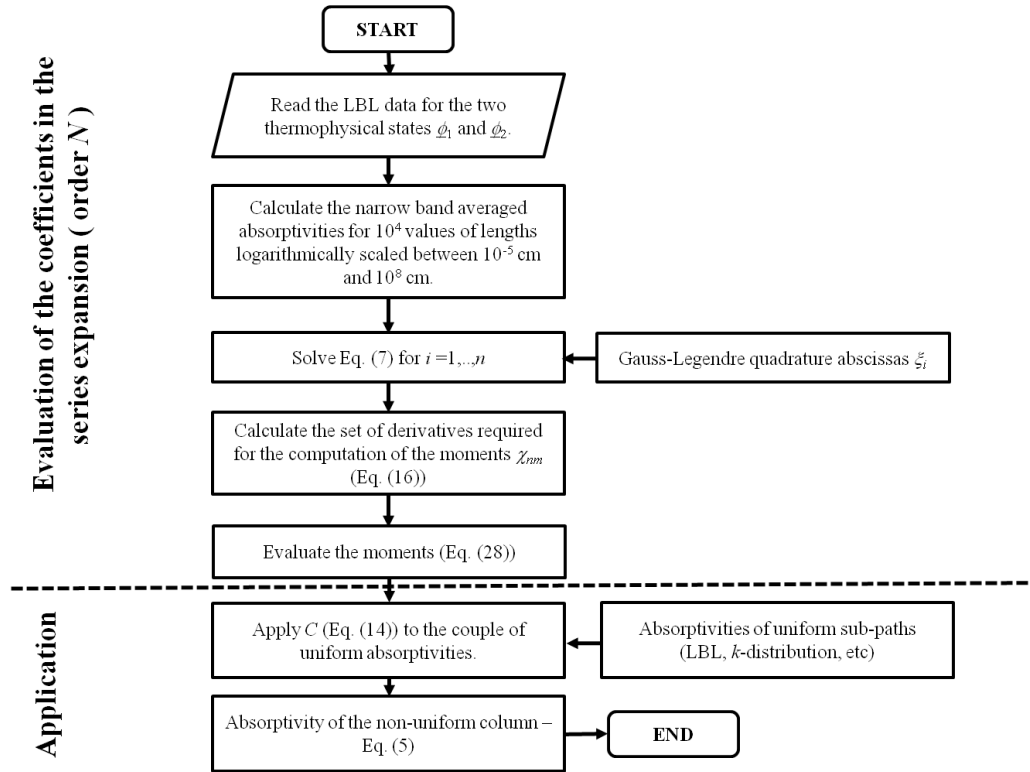 START
Read the LBL data for the two
thermophysical states ϕ1 and ϕ2.
Calculate the narrow band averaged
absorptivities for 10⁴ values of lengths
logarithmically scaled between 10⁻⁵ cm
and 10⁸ cm.
Solve Eq. (7) for i =1,..,n
Gauss-Legendre quadrature abscissas ξi
Calculate the set of derivatives required
for the computation of the moments χnm
(Eq. (16))
Evaluate the moments (Eq. (28))
Evaluation of the coefficients in the
series expansion ( order N )
Apply C (Eq. (14)) to the couple of
uniform absorptivities.
Absorptivities of uniform sub-paths
(LBL, k-distribution, etc)
Absorptivity of the non-uniform column –
Eq. (5)
END
Application